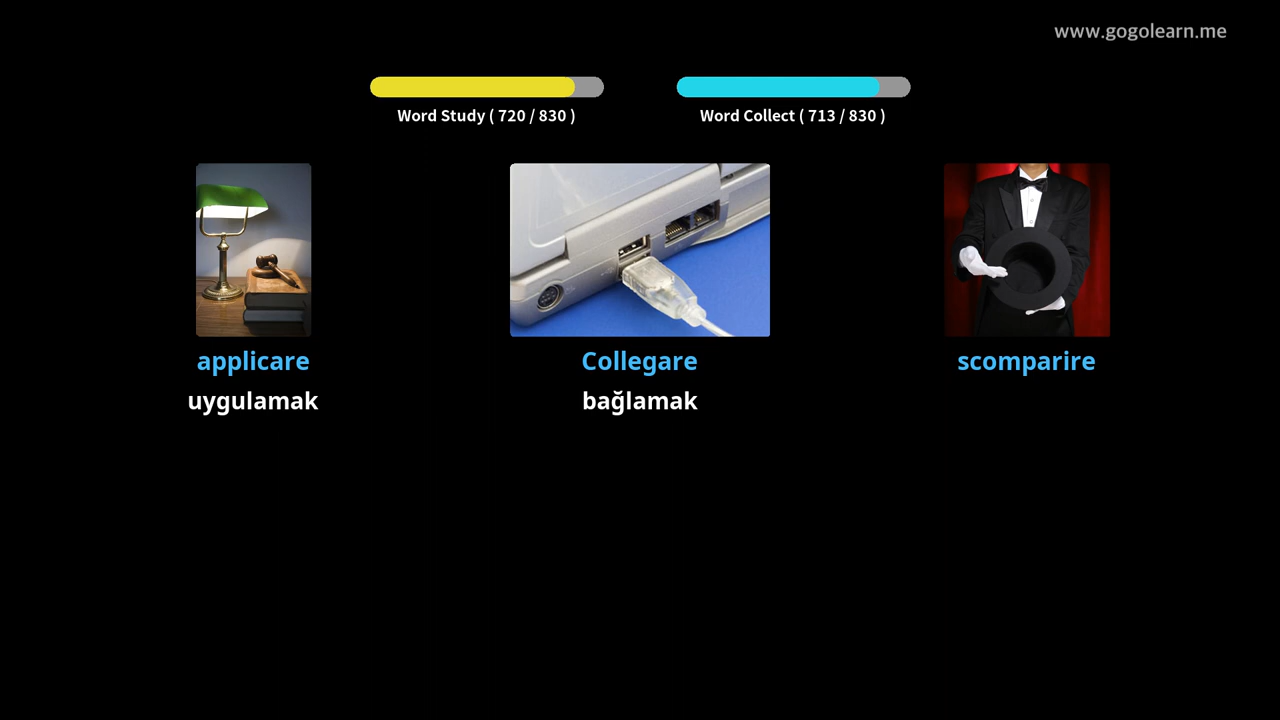 www.gogolearn.me
Word Study ( 720 / 830 )
Word Collect ( 713 / 830 )
applicare
Collegare
scomparire
uygulamak
bağlamak